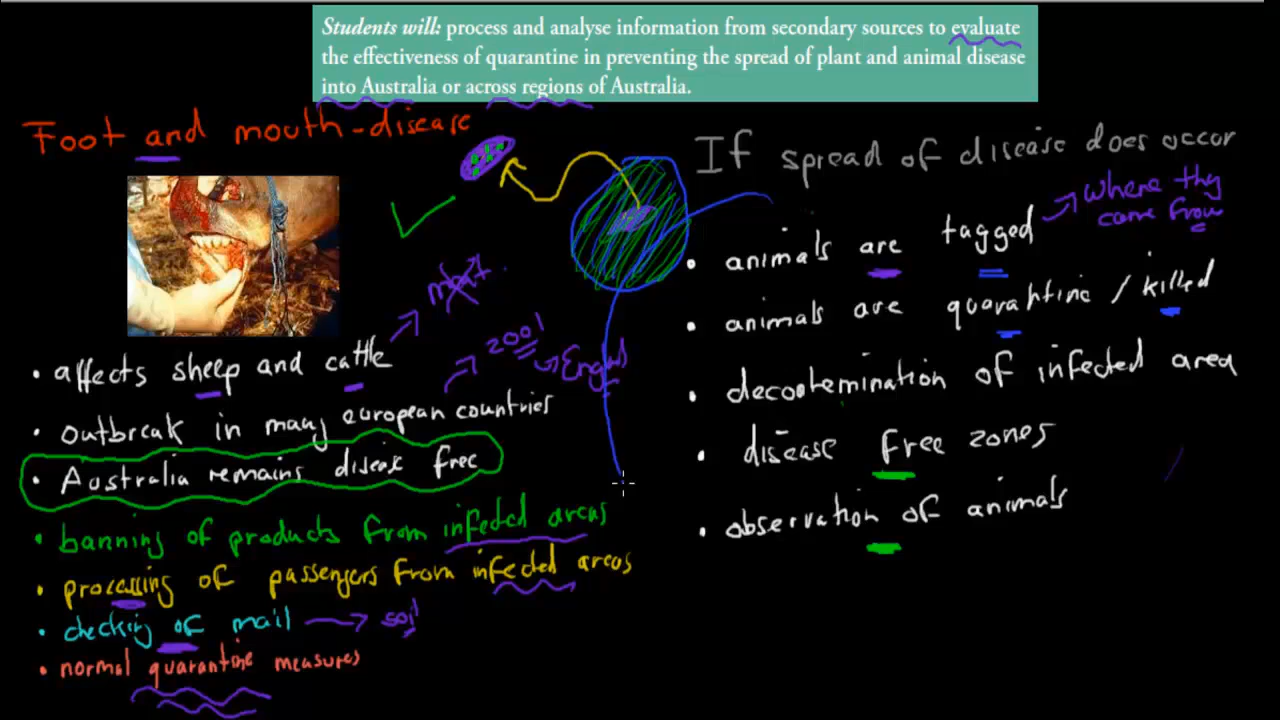 Students will: process and analyse information from secondary sources to evaluate
the effectiveness of quarantine in preventing the spread of plant and animal disease
into Australia or across regions of Australia.
Foot and mouth-disease
• affects sheep and cattle
• outbreak in many european countries
2001
• Australia remains disease free
• banning of products from infected areas
• processing of passengers from infected areas
• checking of mail → soil
• normal quarantine measures
If spread of disease does occur
• animals are tagged
where they
came from
• animals are quarantine / killed
• decontemination of infected area
• disease free zones
• observation of animals